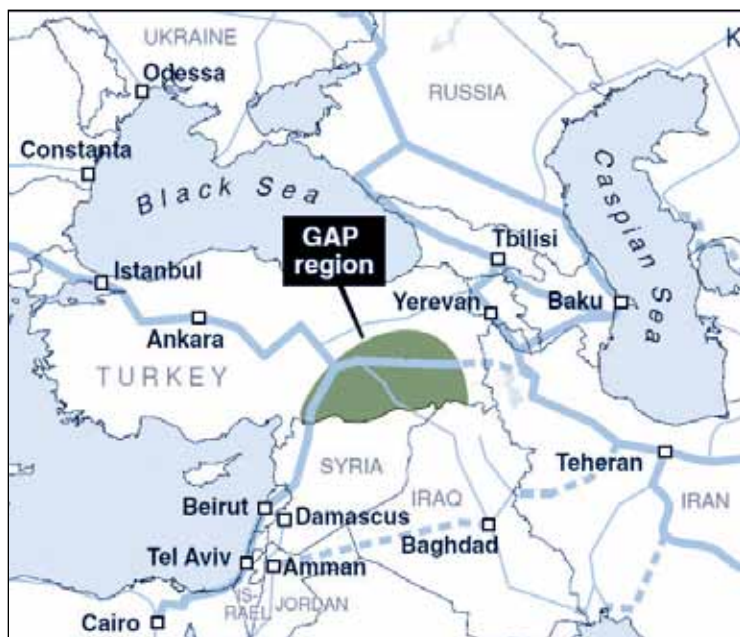 UKRAINE
K
Odessa
RUSSIA
Constanta
Black Sea
Caspian Sea
GAP
region
Tbilisi
Istanbul
Yerevan
Baku
Ankara
TURKEY
SYRIA
Teheran
IRAQ
IRAN
Beirut
Damascus
Baghdad
Tel Aviv
Amman
IS-
RAEL
JORDAN
Cairo